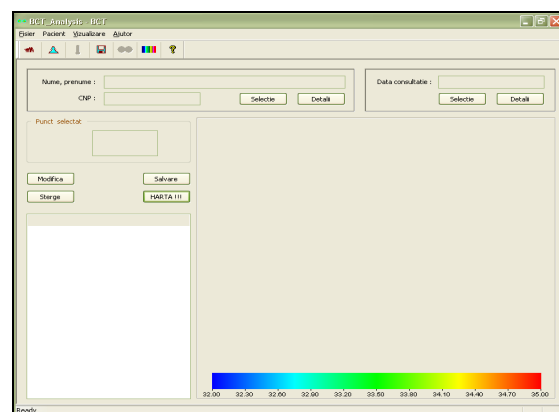 BCT_Analysis - BCT
Fisier Pacient Vizualizare Ajutor
Nume, prenume :
Data consultatie :
CNP :
Selectie
Detalii
Selectie
Detalii
Punct selectat
Modifica
Salvare
Sterge
HARTA !!!
32.00 32.30 32.60 32.90 33.20 33.50 33.80 34.10 34.40 34.70 35.00
Ready